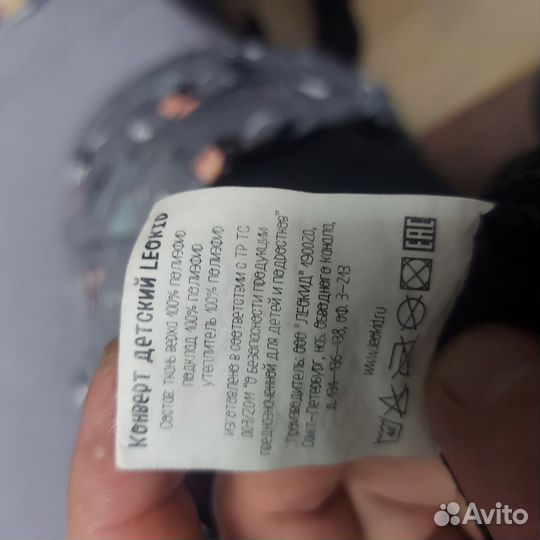 Конверт детский LEOKID
Состав: ткань верха 100% полиэфир
подклад 100% полиэфир
утеплитель 100% полиэфир
изготовлено в соответствии с ТР ТС
007/2011 "О безопасности продукции
предназначенной для детей и подростков"
Производитель: ООО "ЛЕОКИД" 190020,
Санкт-Петербург, наб. Обводного канала,
д. 134-136-138, оф. 3-213
www.leokid.ru
40
EAC
Avito